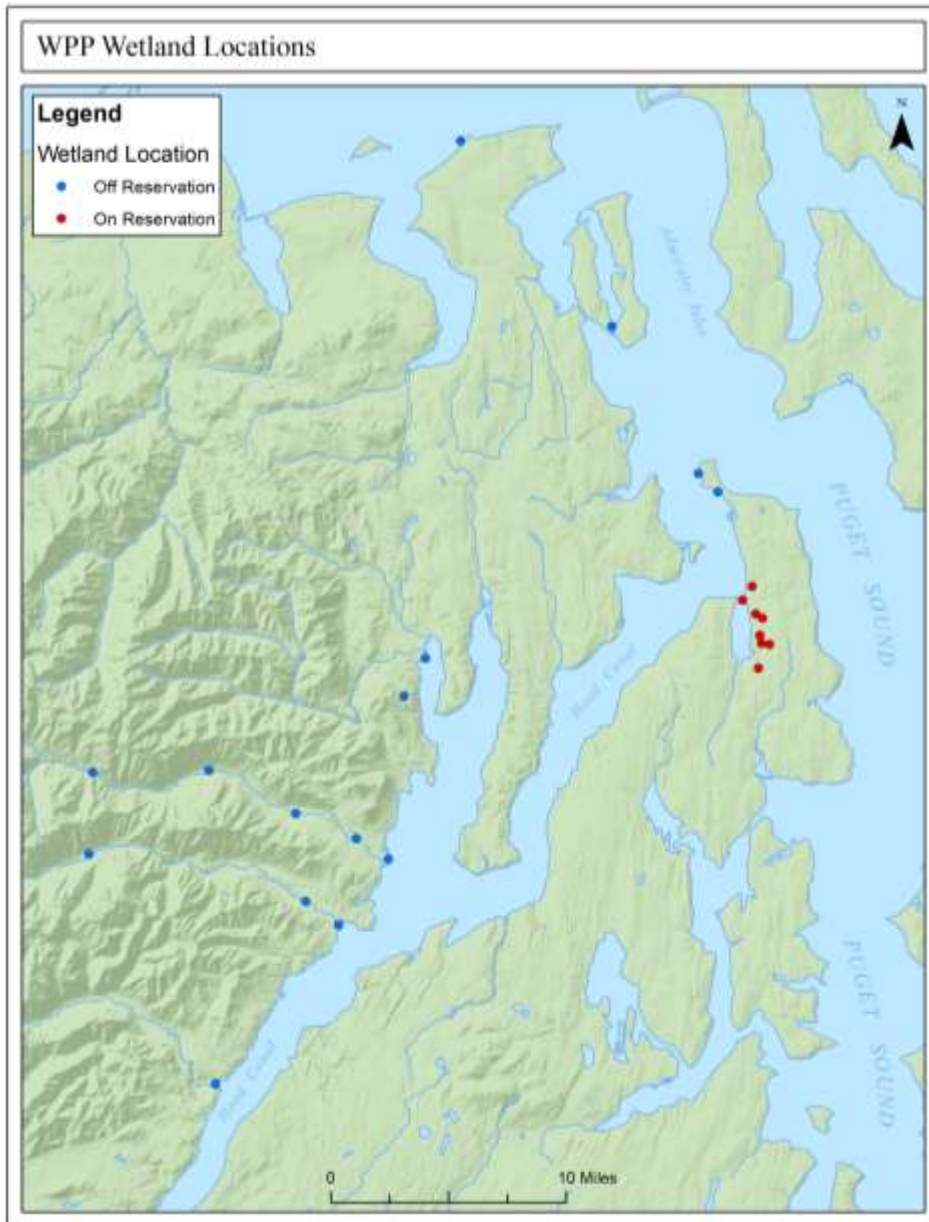 WPP Wetland Locations
Legend
Wetland Location
Off Reservation
On Reservation
N
Admiralty Inlet
PUGET SOUND
Hood Canal
PUGET SOUND
Hood Canal
0 10 Miles